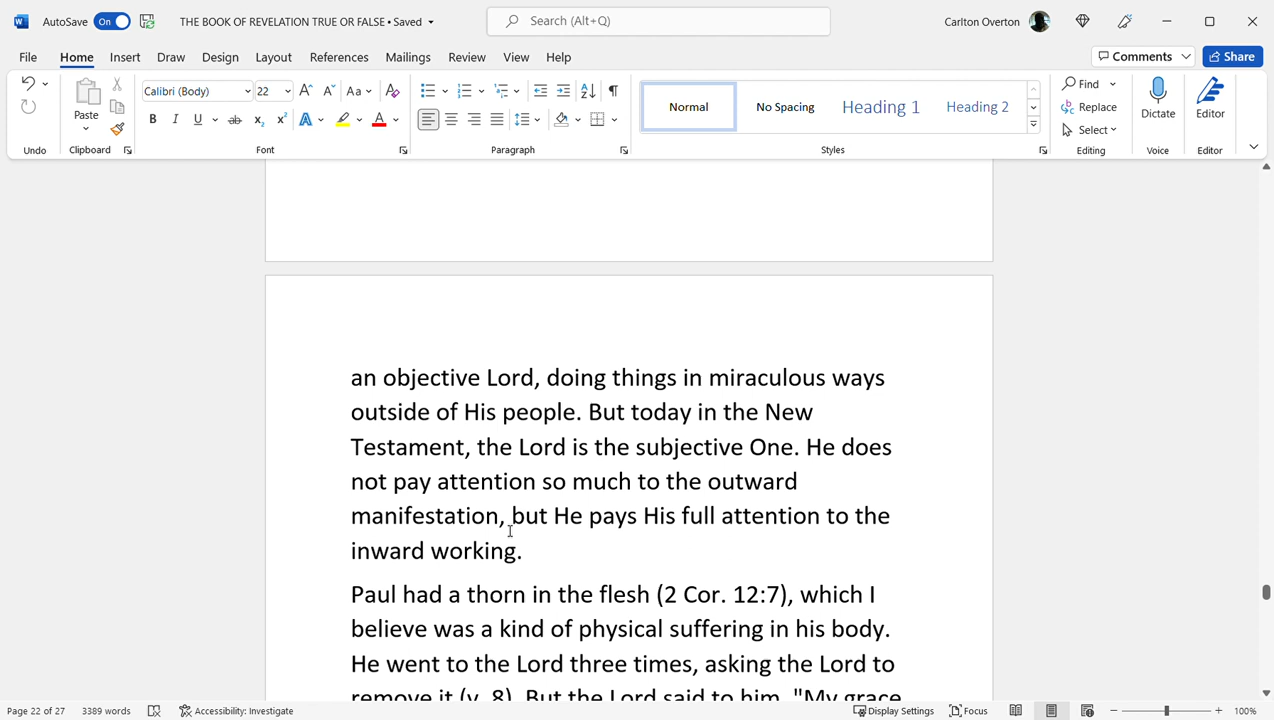 AutoSave On THE BOOK OF REVELATION TRUE OR FALSE • Saved Search (Alt+Q) Carlton Overton
File Home Insert Draw Design Layout References Mailings Review View Help Comments Share
Calibri (Body) 22 Aa A Find
Paste Normal No Spacing Heading 1 Heading 2 Replace Dictate Editor
B I U ab x₂ x² A A Select
Undo Clipboard Font Paragraph Styles Editing Voice Editor
an objective Lord, doing things in miraculous ways
outside of His people. But today in the New
Testament, the Lord is the subjective One. He does
not pay attention so much to the outward
manifestation, but He pays His full attention to the
inward working.
Paul had a thorn in the flesh (2 Cor. 12:7), which I
believe was a kind of physical suffering in his body.
He went to the Lord three times, asking the Lord to
remove it (v. 8). But the Lord said to him, "My grace
Page 22 of 27 3389 words Accessibility: Investigate Display Settings Focus 100%